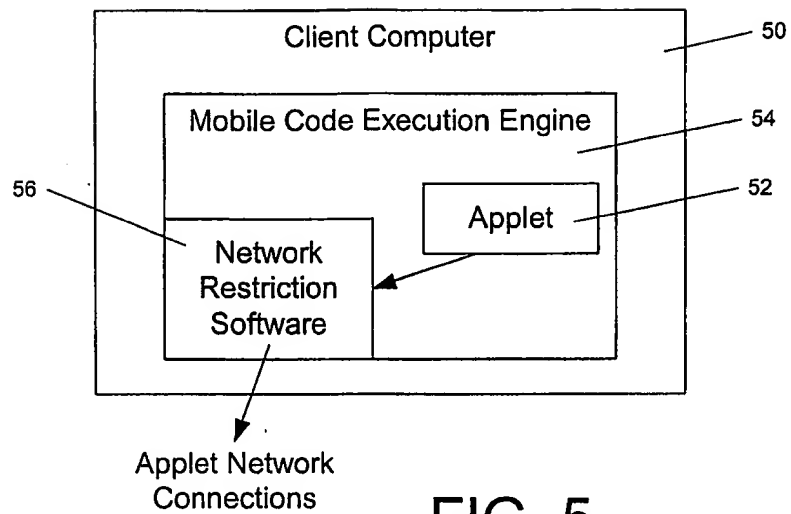 Client Computer
50
Mobile Code Execution Engine
54
56
52
Applet
Network
Restriction
Software
Applet Network
Connections
FIG. 5